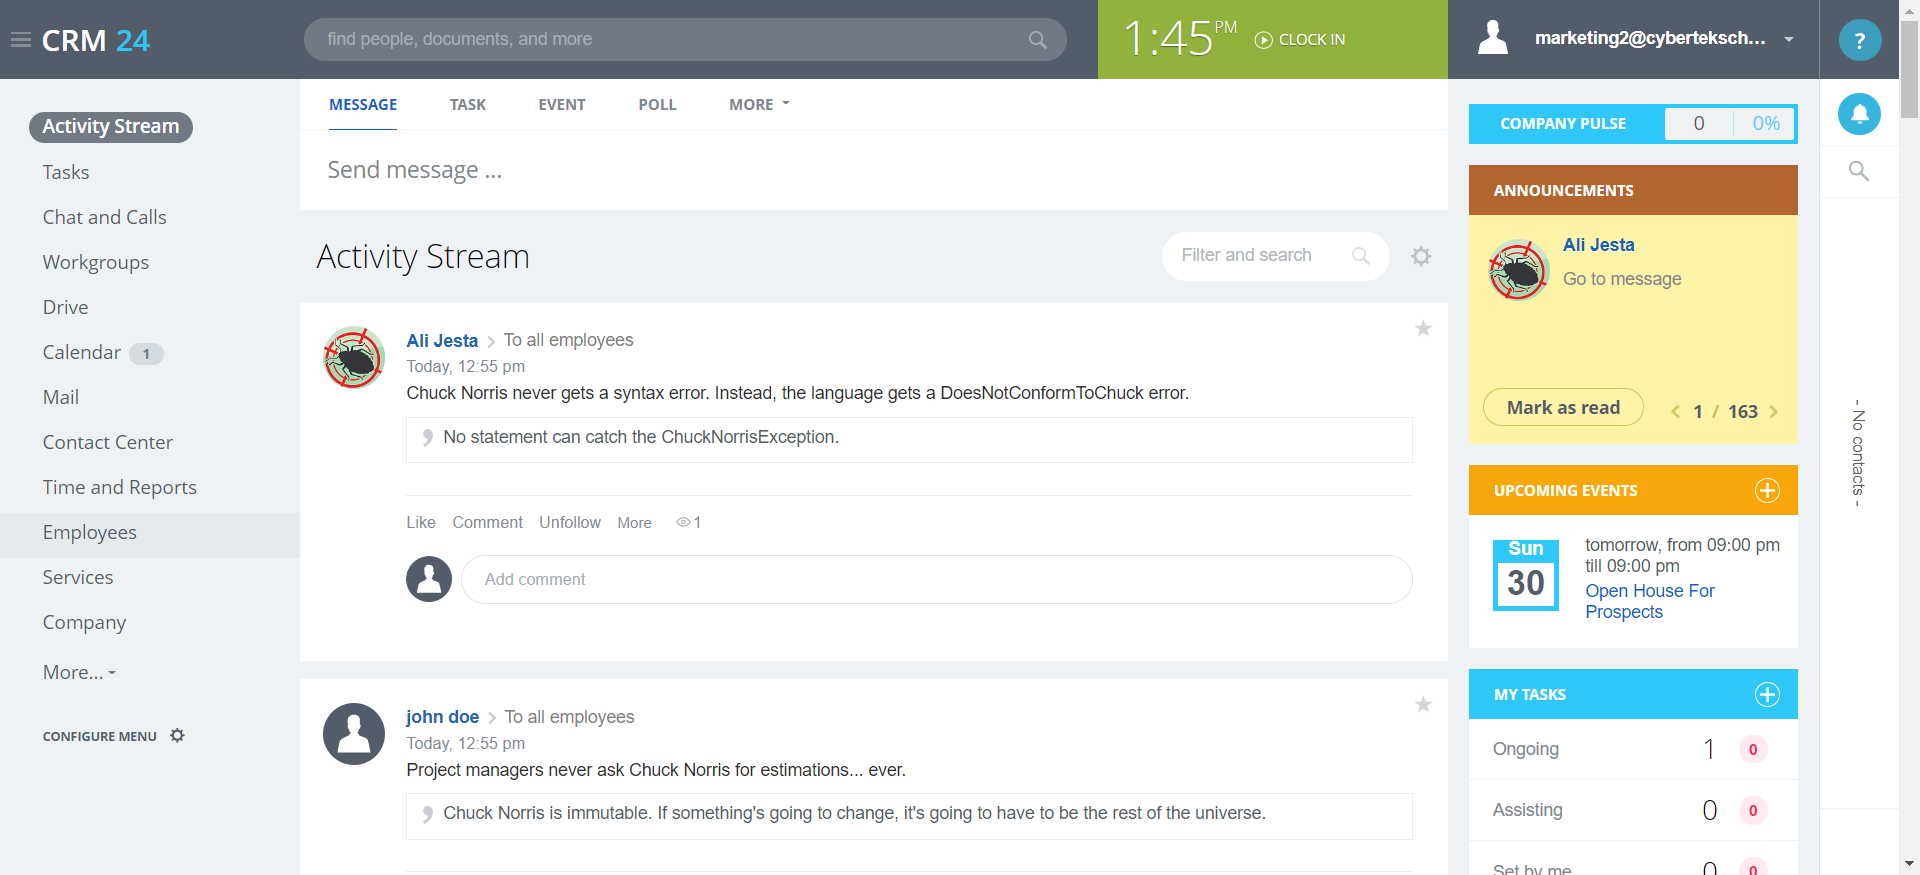 CRM 24
find people, documents, and more
1:45 PM
CLOCK IN
marketing2@cyberteksch...
?
Activity Stream
Tasks
Chat and Calls
Workgroups
Drive
Calendar 1
Mail
Contact Center
Time and Reports
Employees
Services
Company
More...
CONFIGURE MENU
MESSAGE TASK EVENT POLL MORE
Send message ...
Activity Stream
Filter and search
Ali Jesta > To all employees
Today, 12:55 pm
Chuck Norris never gets a syntax error. Instead, the language gets a DoesNotConformToChuck error.
No statement can catch the ChuckNorrisException.
Like Comment Unfollow More 1
Add comment
john doe > To all employees
Today, 12:55 pm
Project managers never ask Chuck Norris for estimations... ever.
Chuck Norris is immutable. If something's going to change, it's going to have to be the rest of the universe.
COMPANY PULSE 0 0%
ANNOUNCEMENTS
Ali Jesta
Go to message
Mark as read < 1 / 163 >
UPCOMING EVENTS
Sun
30
tomorrow, from 09:00 pm
till 09:00 pm
Open House For
Prospects
MY TASKS
Ongoing 1 0
Assisting 0 0
Set by me 0 0
- No contacts -